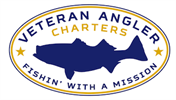 VETERAN ANGLER
CHARTERS
FISHIN' WITH A MISSION